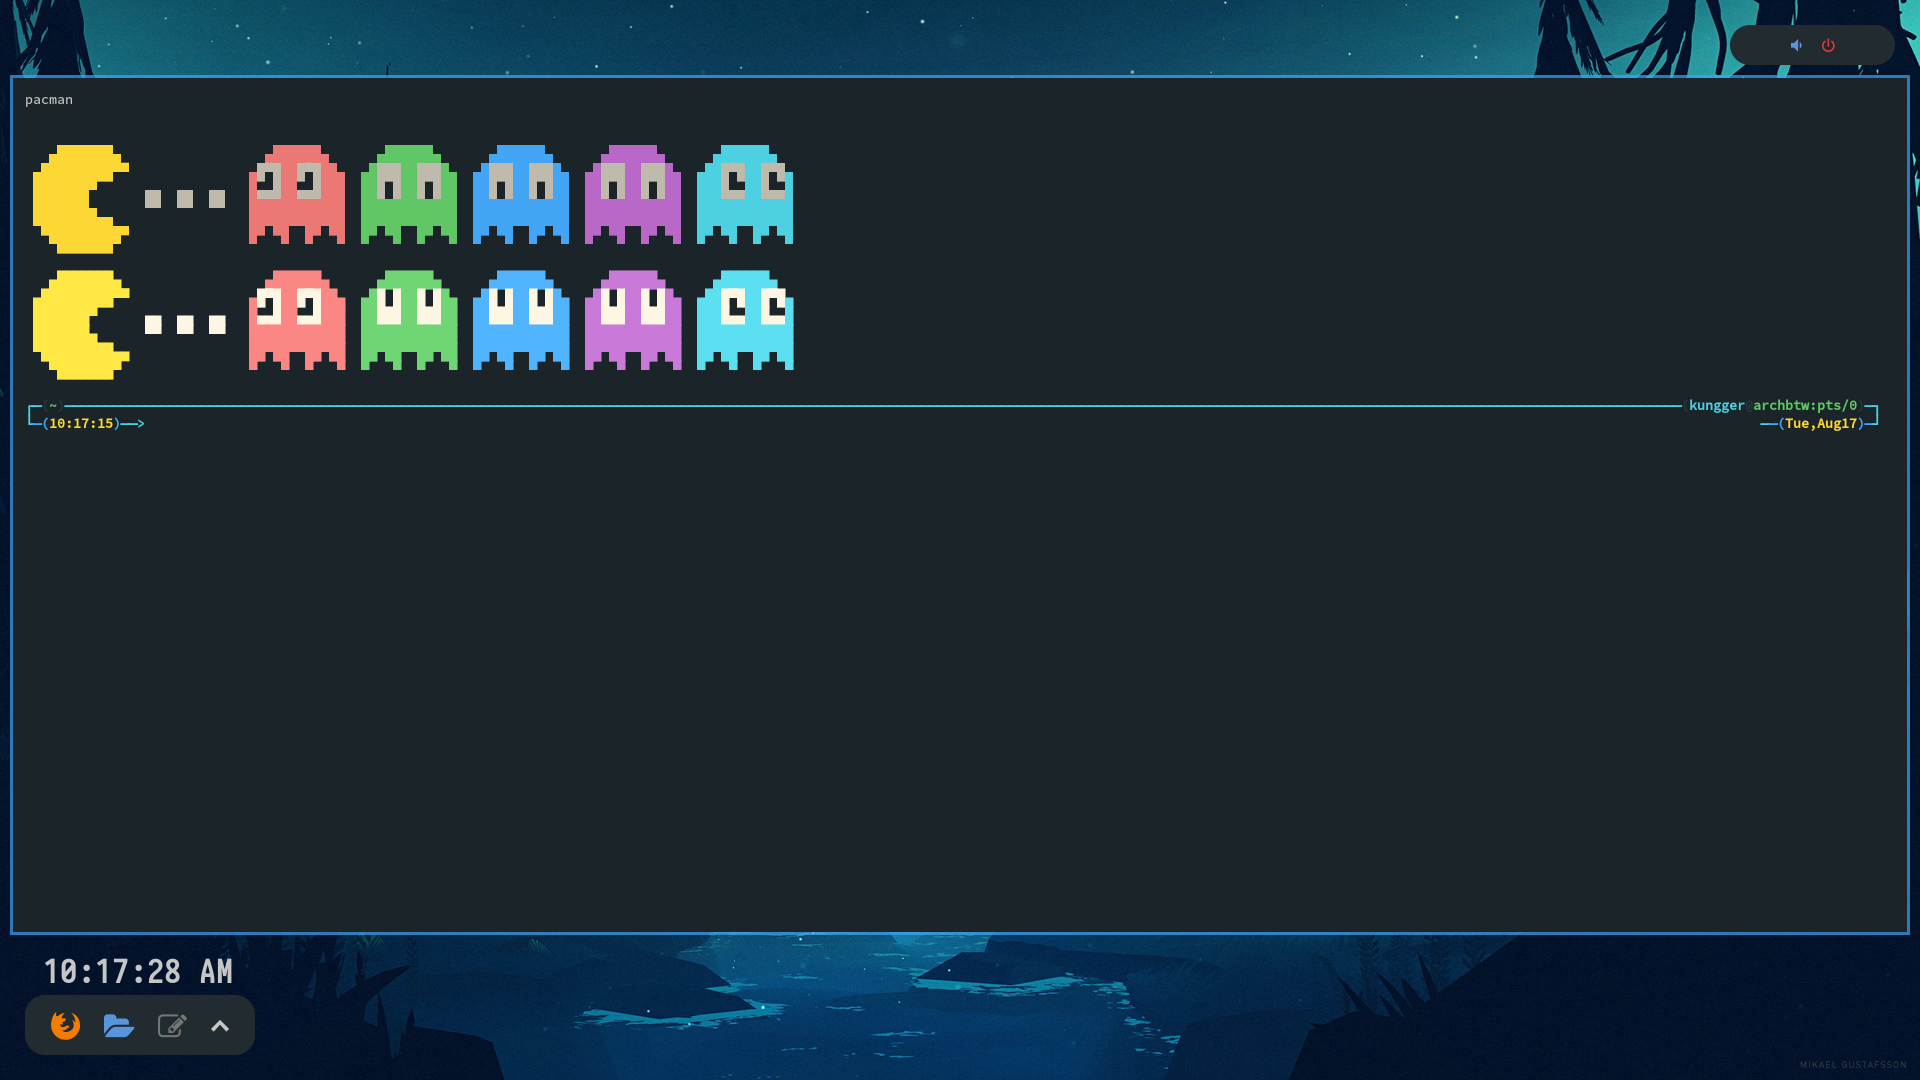 pacman
~ kungger archbtw:pts/0
(10:17:15)—> —(Tue,Aug17)
10:17:28 AM
MIKAEL GUSTAFSSON